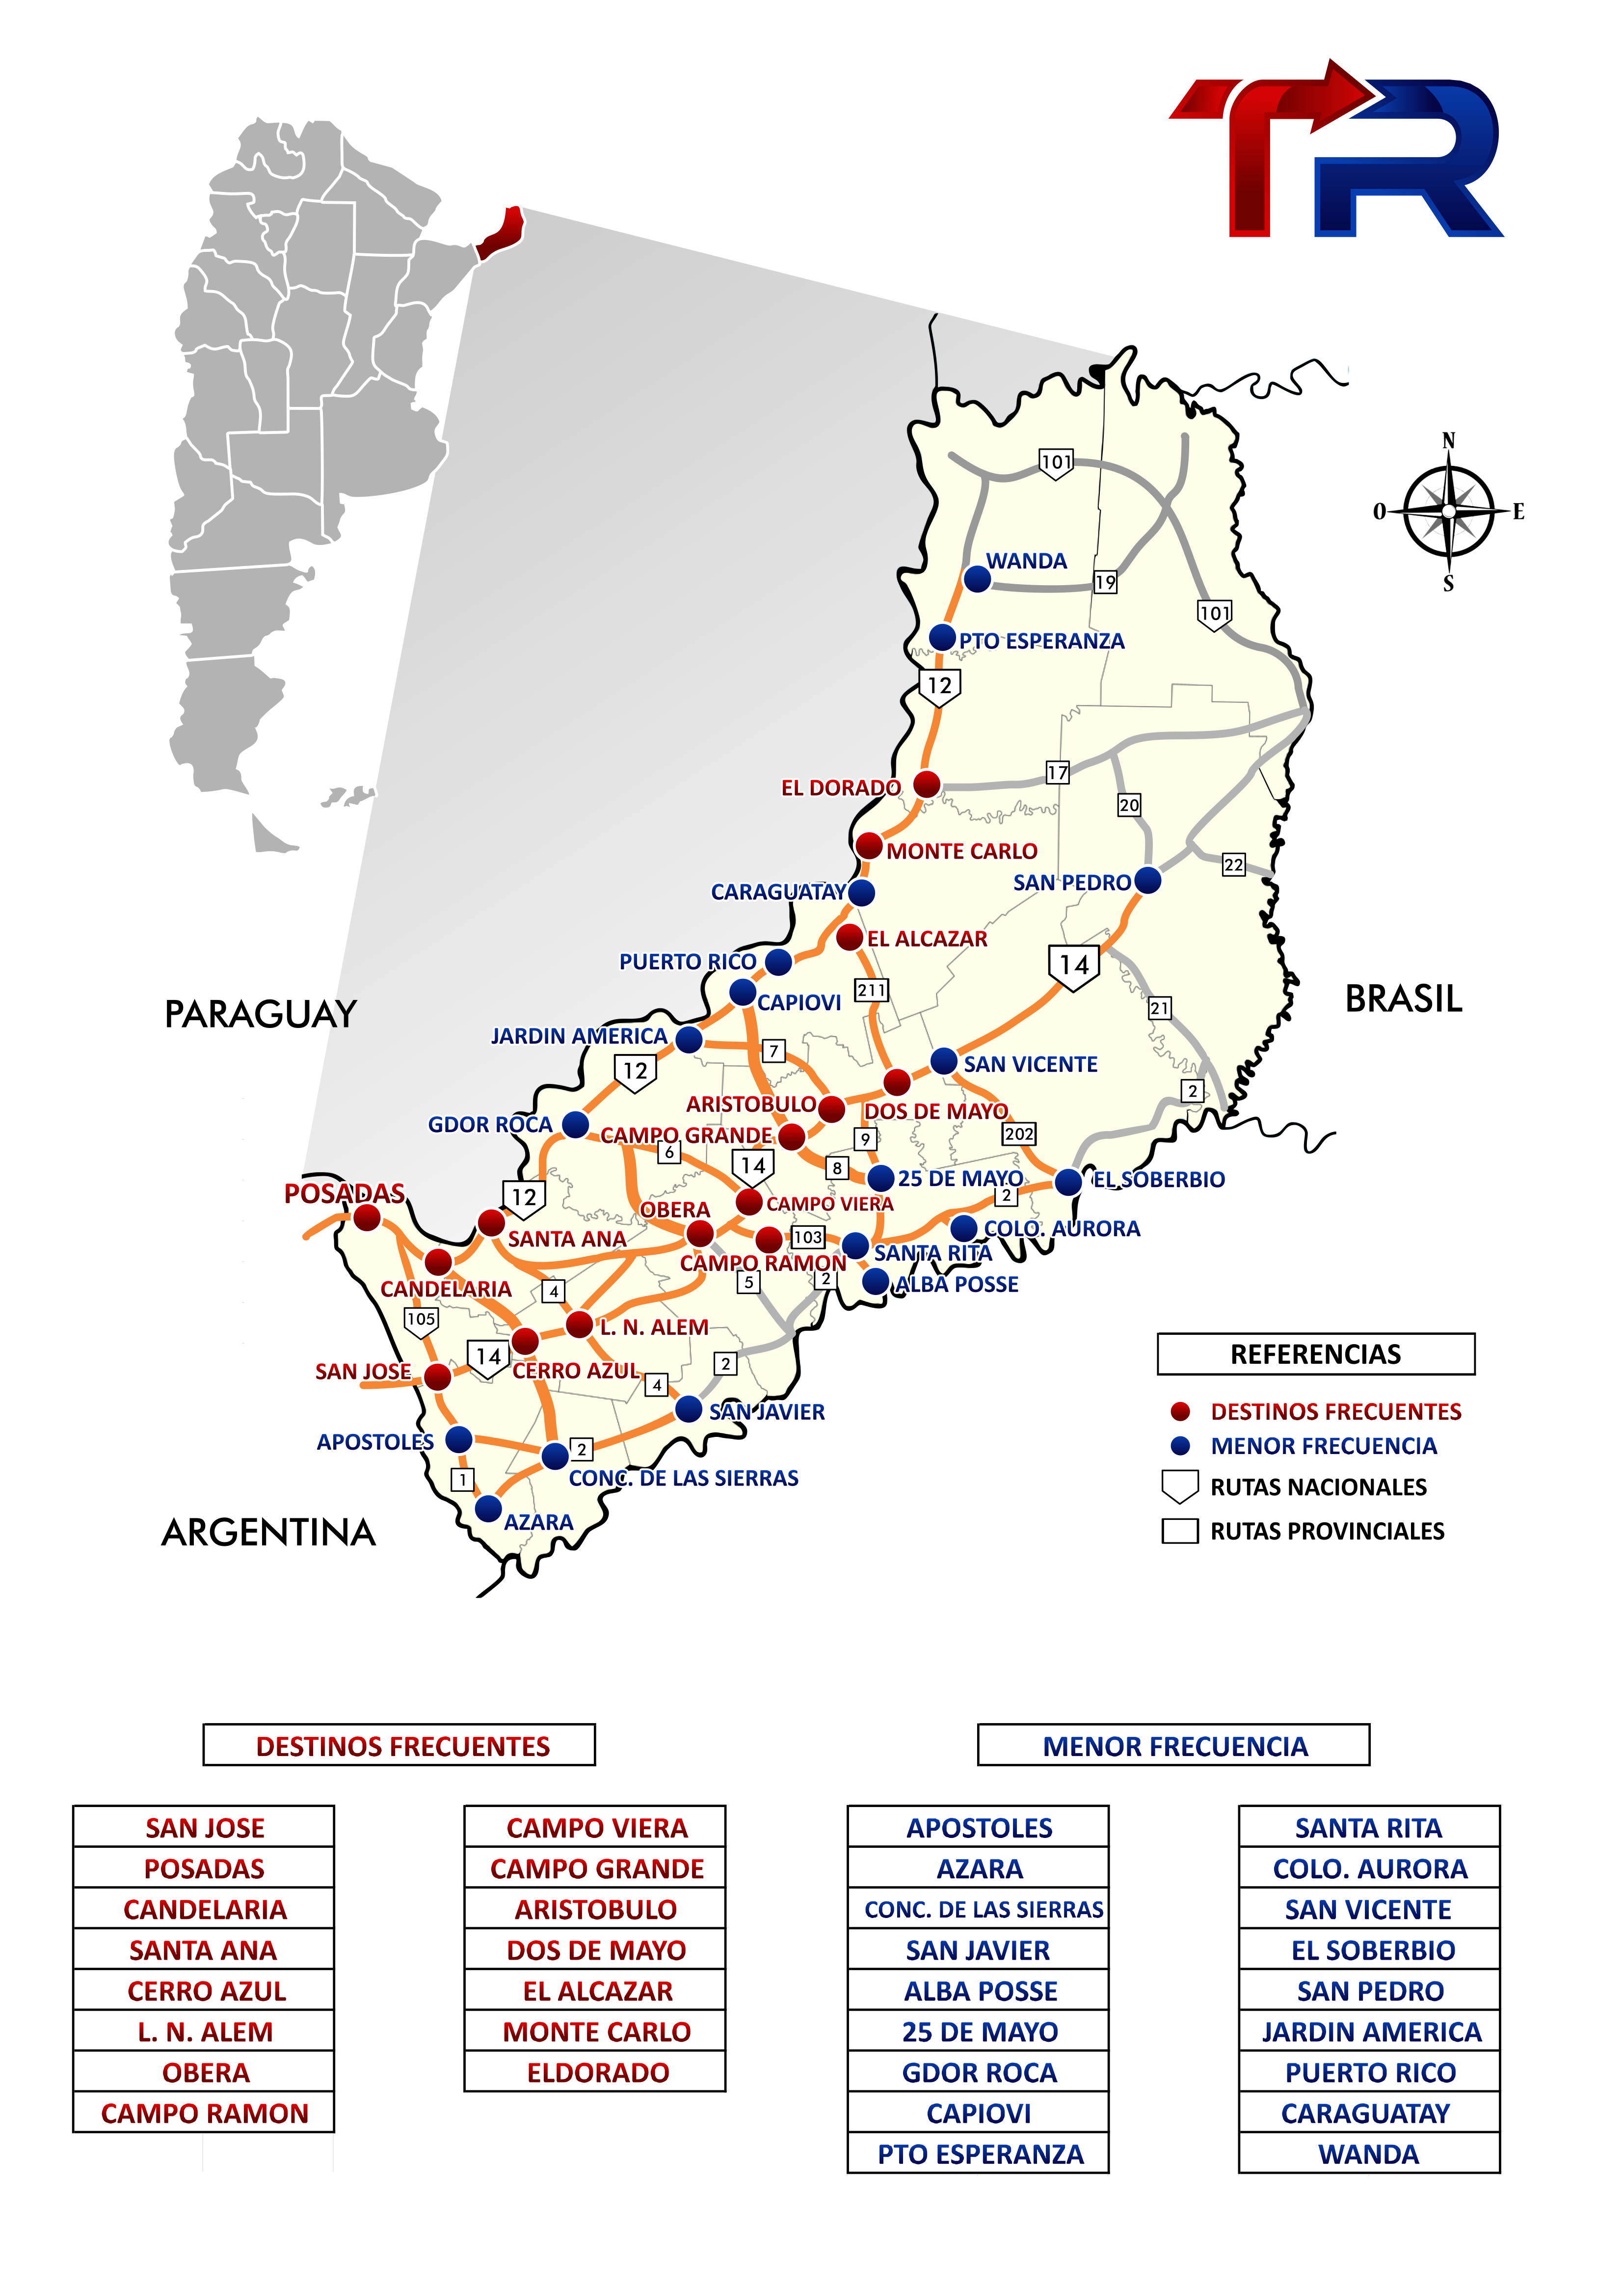 TR
N
O
E
S
101
WANDA
19
101
PTO ESPERANZA
12
17
EL DORADO
20
MONTE CARLO
22
CARAGUATAY
SAN PEDRO
EL ALCAZAR
14
PUERTO RICO
211
CAPIOVI
21
PARAGUAY
BRASIL
JARDIN AMERICA
7
12
SAN VICENTE
2
ARISTOBULO
DOS DE MAYO
GDOR ROCA
CAMPO GRANDE
9
202
6
14
8
25 DE MAYO
EL SOBERBIO
POSADAS
12
2
OBERA
CAMPO VIERA
COLO. AURORA
SANTA ANA
103
SANTA RITA
CAMPO RAMON
CANDELARIA
4
5
2
ALBA POSSE
105
L. N. ALEM
14
2
SAN JOSE
CERRO AZUL
4
SAN JAVIER
APOSTOLES
2
1
CONC. DE LAS SIERRAS
AZARA
ARGENTINA
REFERENCIAS
DESTINOS FRECUENTES
MENOR FRECUENCIA
RUTAS NACIONALES
RUTAS PROVINCIALES
DESTINOS FRECUENTES
SAN JOSE
POSADAS
CANDELARIA
SANTA ANA
CERRO AZUL
L. N. ALEM
OBERA
CAMPO RAMON
CAMPO VIERA
CAMPO GRANDE
ARISTOBULO
DOS DE MAYO
EL ALCAZAR
MONTE CARLO
ELDORADO
MENOR FRECUENCIA
APOSTOLES
AZARA
CONC. DE LAS SIERRAS
SAN JAVIER
ALBA POSSE
25 DE MAYO
GDOR ROCA
CAPIOVI
PTO ESPERANZA
SANTA RITA
COLO. AURORA
SAN VICENTE
EL SOBERBIO
SAN PEDRO
JARDIN AMERICA
PUERTO RICO
CARAGUATAY
WANDA